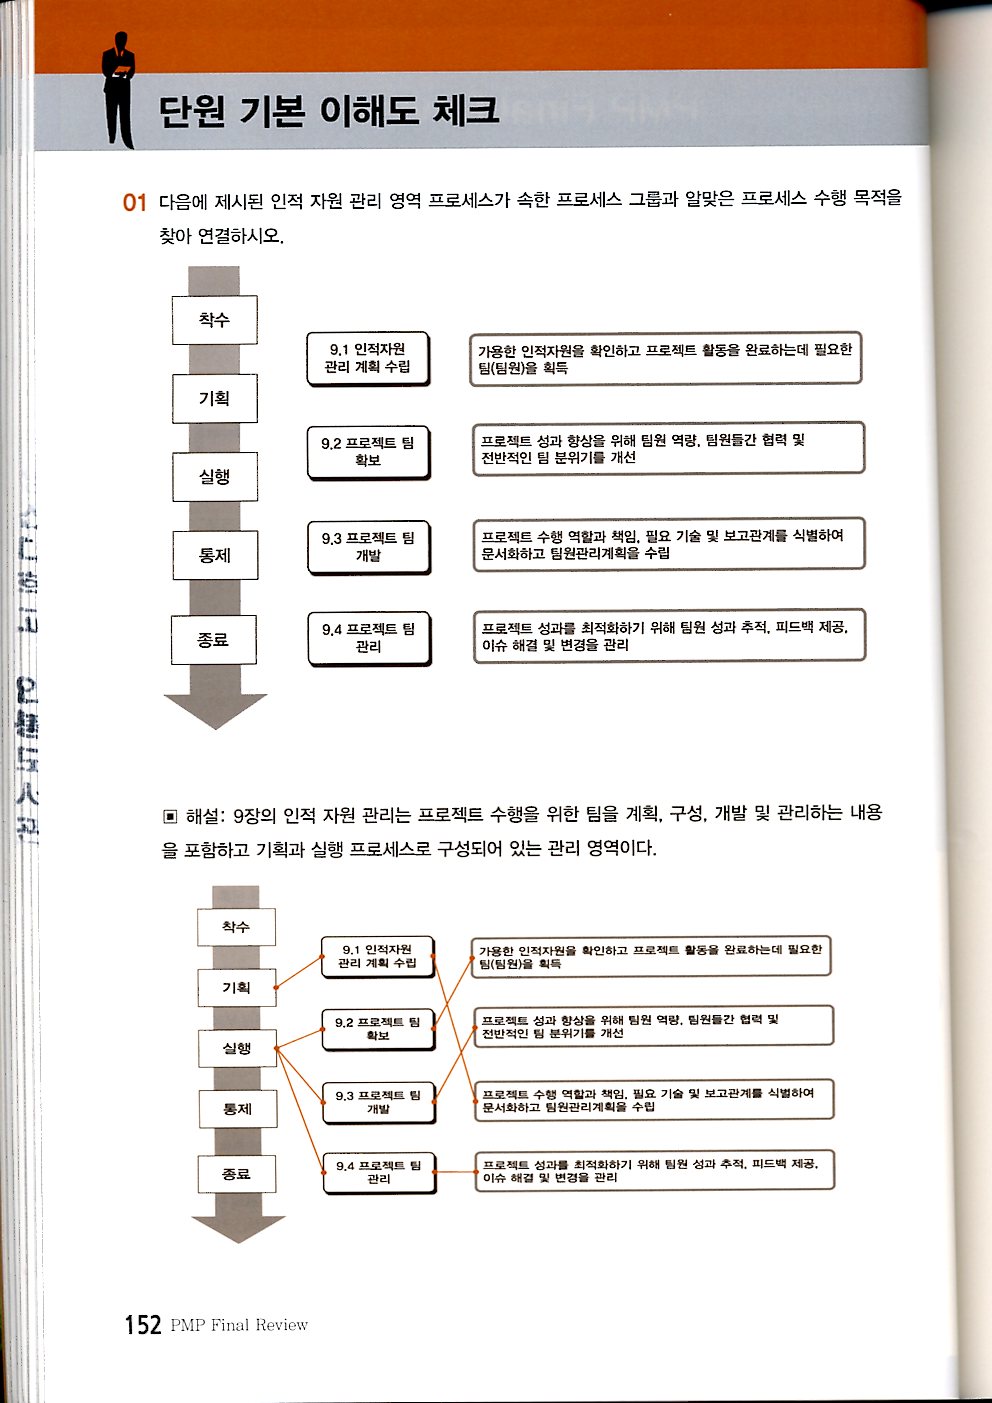 단원 기본 이해도 체크
01 다음에 제시된 인적 자원 관리 영역 프로세스가 속한 프로세스 그룹과 알맞은 프로세스 수행 목적을
찾아 연결하시오.
착수
기획
실행
통제
종료
9.1 인적자원
관리 계획 수립
9.2 프로젝트 팀
확보
9.3 프로젝트 팀
개발
9.4 프로젝트 팀
관리
가용한 인적자원을 확인하고 프로젝트 활동을 완료하는데 필요한
팀(팀원)을 획득
프로젝트 성과 향상을 위해 팀원 역량, 팀원들간 협력 및
전반적인 팀 분위기를 개선
프로젝트 수행 역할과 책임, 필요 기술 및 보고관계를 식별하여
문서화하고 팀원관리계획을 수립
프로젝트 성과를 최적화하기 위해 팀원 성과 추적, 피드백 제공,
이슈 해결 및 변경을 관리
▣ 해설: 9장의 인적 자원 관리는 프로젝트 수행을 위한 팀을 계획, 구성, 개발 및 관리하는 내용
을 포함하고 기획과 실행 프로세스로 구성되어 있는 관리 영역이다.
착수
기획
실행
통제
종료
9.1 인적자원
관리 계획 수립
9.2 프로젝트 팀
확보
9.3 프로젝트 팀
개발
9.4 프로젝트 팀
관리
가용한 인적자원을 확인하고 프로젝트 활동을 완료하는데 필요한
팀(팀원)을 획득
프로젝트 성과 향상을 위해 팀원 역량, 팀원들간 협력 및
전반적인 팀 분위기를 개선
프로젝트 수행 역할과 책임, 필요 기술 및 보고관계를 식별하여
문서화하고 팀원관리계획을 수립
프로젝트 성과를 최적화하기 위해 팀원 성과 추적, 피드백 제공,
이슈 해결 및 변경을 관리
152 PMP Final Review